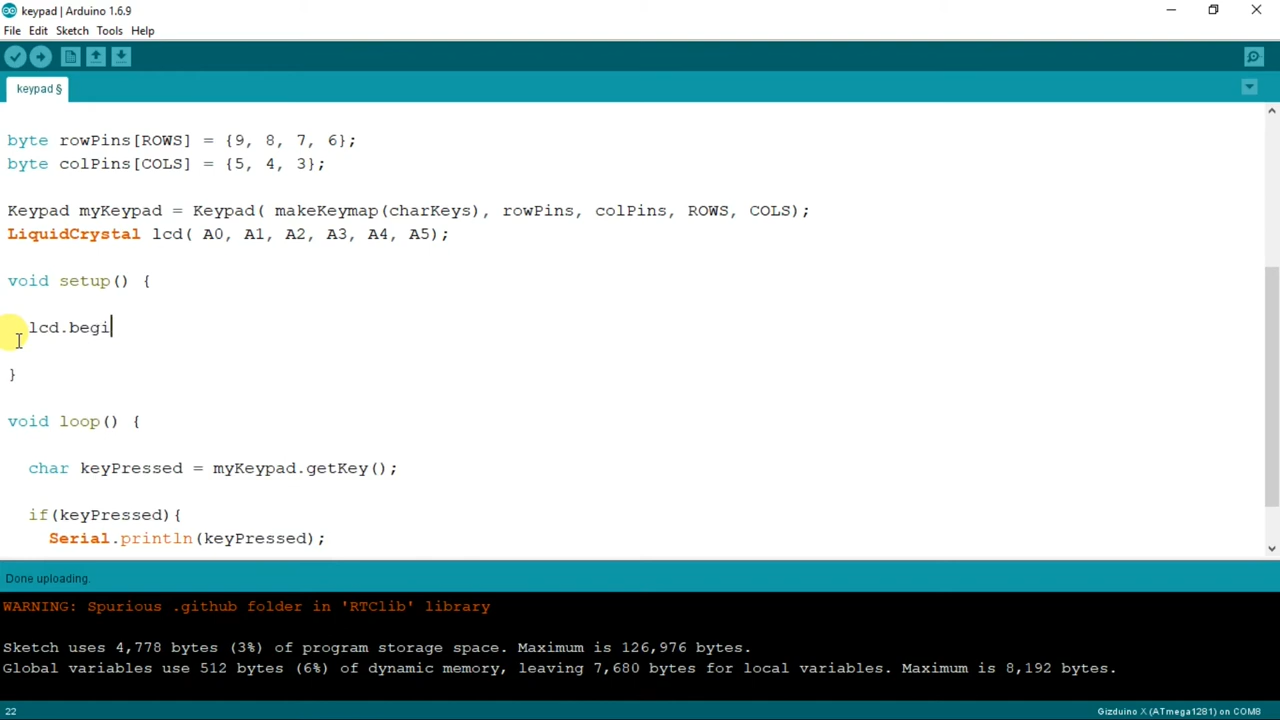 keypad | Arduino 1.6.9
File Edit Sketch Tools Help
keypad §
byte rowPins[ROWS] = {9, 8, 7, 6};
byte colPins[COLS] = {5, 4, 3};
Keypad myKeypad = Keypad( makeKeymap(charKeys), rowPins, colPins, ROWS, COLS);
LiquidCrystal lcd( A0, A1, A2, A3, A4, A5);
void setup() {
lcd.begi
}
void loop() {
char keyPressed = myKeypad.getKey();
if(keyPressed){
Serial.println(keyPressed);
Done uploading.
WARNING: Spurious .github folder in 'RTClib' library
Sketch uses 4,778 bytes (3%) of program storage space. Maximum is 126,976 bytes.
Global variables use 512 bytes (6%) of dynamic memory, leaving 7,680 bytes for local variables. Maximum is 8,192 bytes.
22
Gizduino X (ATmega1281) on COM8